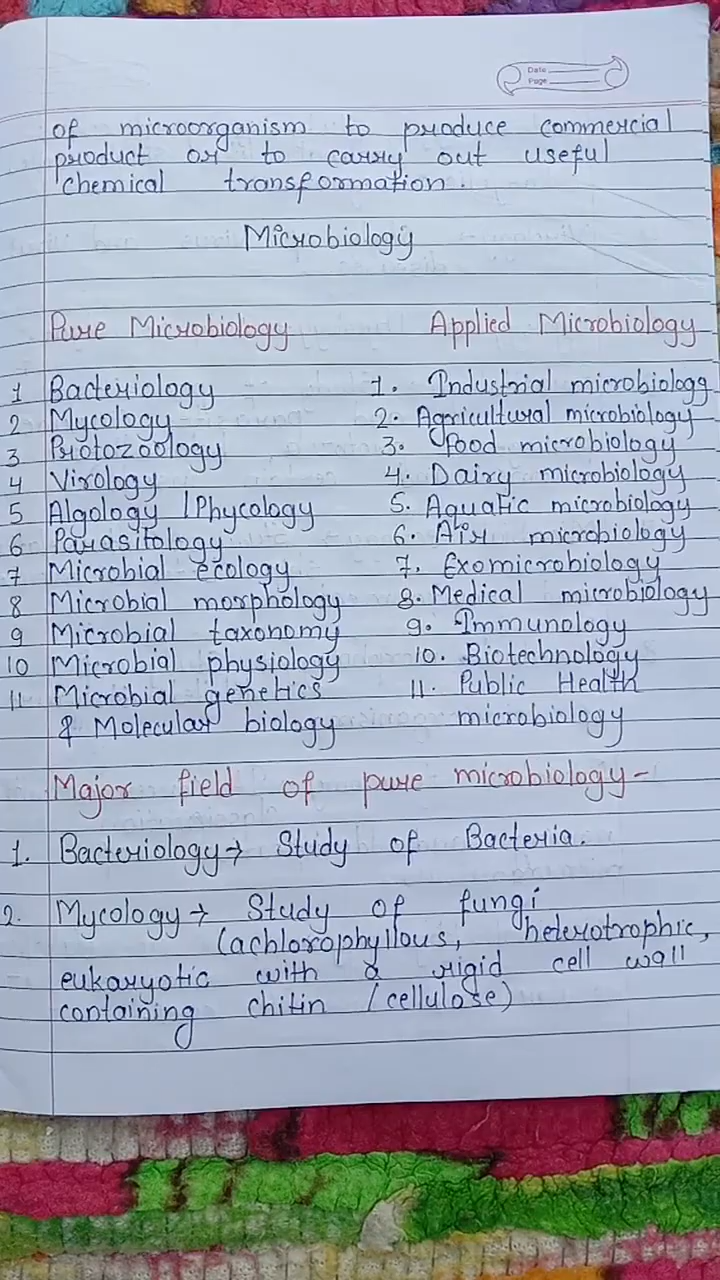 Date
Page
of microorganism to produce commercial
product or to carry out useful
chemical transformation.
Microbiology
Pure Microbiology Applied Microbiology
1 Bacteriology 1. Industrial microbiology
2 Mycology 2. Agricultural microbiology
3 Protozoology 3. food microbiology
4 Virology 4. Dairy microbiology
5 Algology / Phycology 5. Aquatic microbiology
6 Parasitology 6. Air microbiology
7 Microbial ecology 7. Exomicrobiology
8 Microbial morphology 8. Medical microbiology
9 Microbial taxonomy 9. Immunology
10 Microbial physiology 10. Biotechnology
11 Microbial genetics 11. Public Health
& Molecular biology microbiology
Major field of pure microbiology-
1. Bacteriology → Study of Bacteria.
2. Mycology → Study of fungi
(achlorophyllous, heterotrophic,
eukaryotic with a rigid cell wall
containing chitin / cellulose)